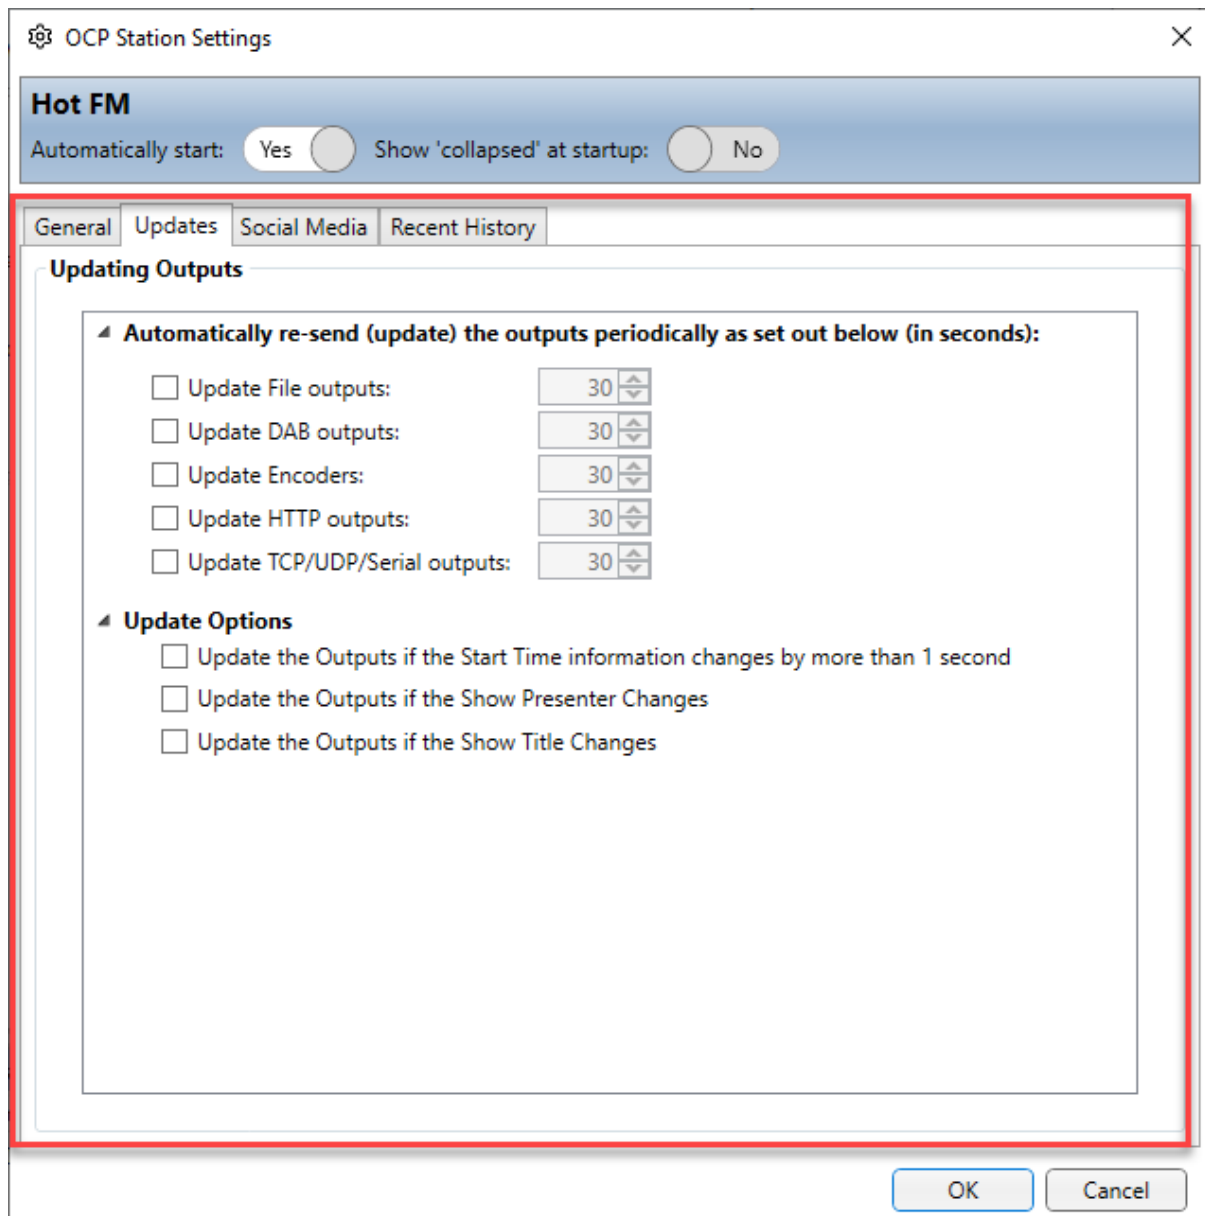 OCP Station Settings
Hot FM
Automatically start: Yes Show 'collapsed' at startup: No
General Updates Social Media Recent History
Updating Outputs
Automatically re-send (update) the outputs periodically as set out below (in seconds):
Update File outputs: 30
Update DAB outputs: 30
Update Encoders: 30
Update HTTP outputs: 30
Update TCP/UDP/Serial outputs: 30
Update Options
Update the Outputs if the Start Time information changes by more than 1 second
Update the Outputs if the Show Presenter Changes
Update the Outputs if the Show Title Changes
OK Cancel